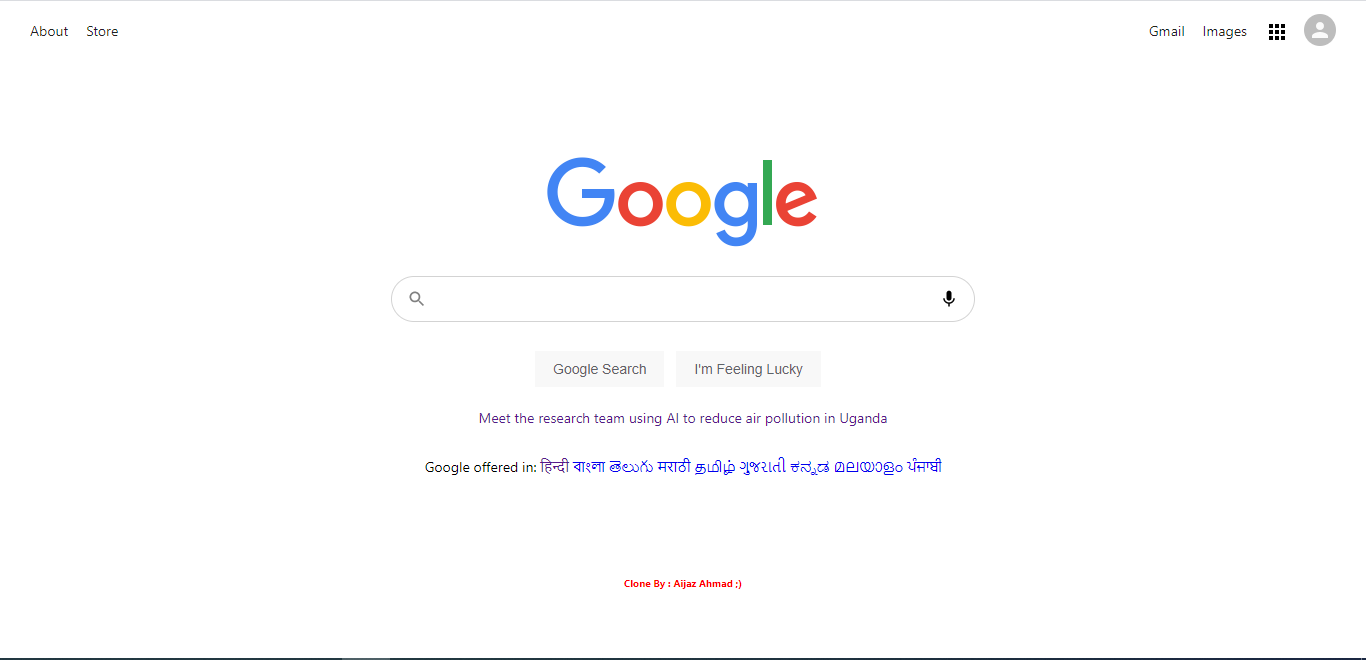 About Store Gmail Images
Google
Google Search I'm Feeling Lucky
Meet the research team using AI to reduce air pollution in Uganda
Google offered in: हिन्दी বাংলা తెలుగు मराठी தமிழ் ગુજરાતી ಕನ್ನಡ മലയാളം ਪੰਜਾਬੀ
Clone By : Aijaz Ahmad ;)